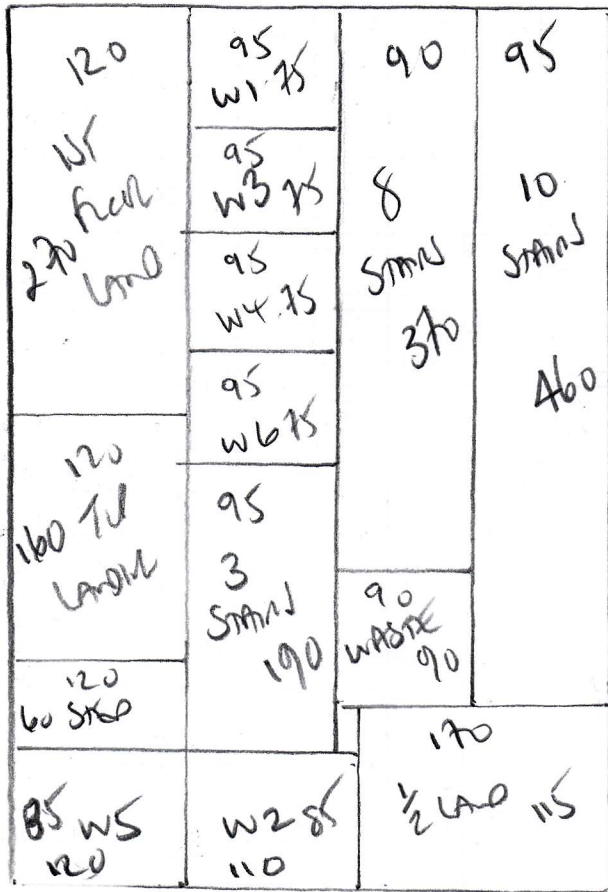 120
1ST
FLOOR
270 LAND
120
160 TOP
LANDING
120
60 STEP
85 W5
120
95
W1 75
95
W3 75
95
W4 75
95
W6 75
95
3
STAIRS
190
W2 85
110
90
8
STAIRS
370
90
WASTE
90
95
10
STAIRS
460
170
1/2 LAND 115